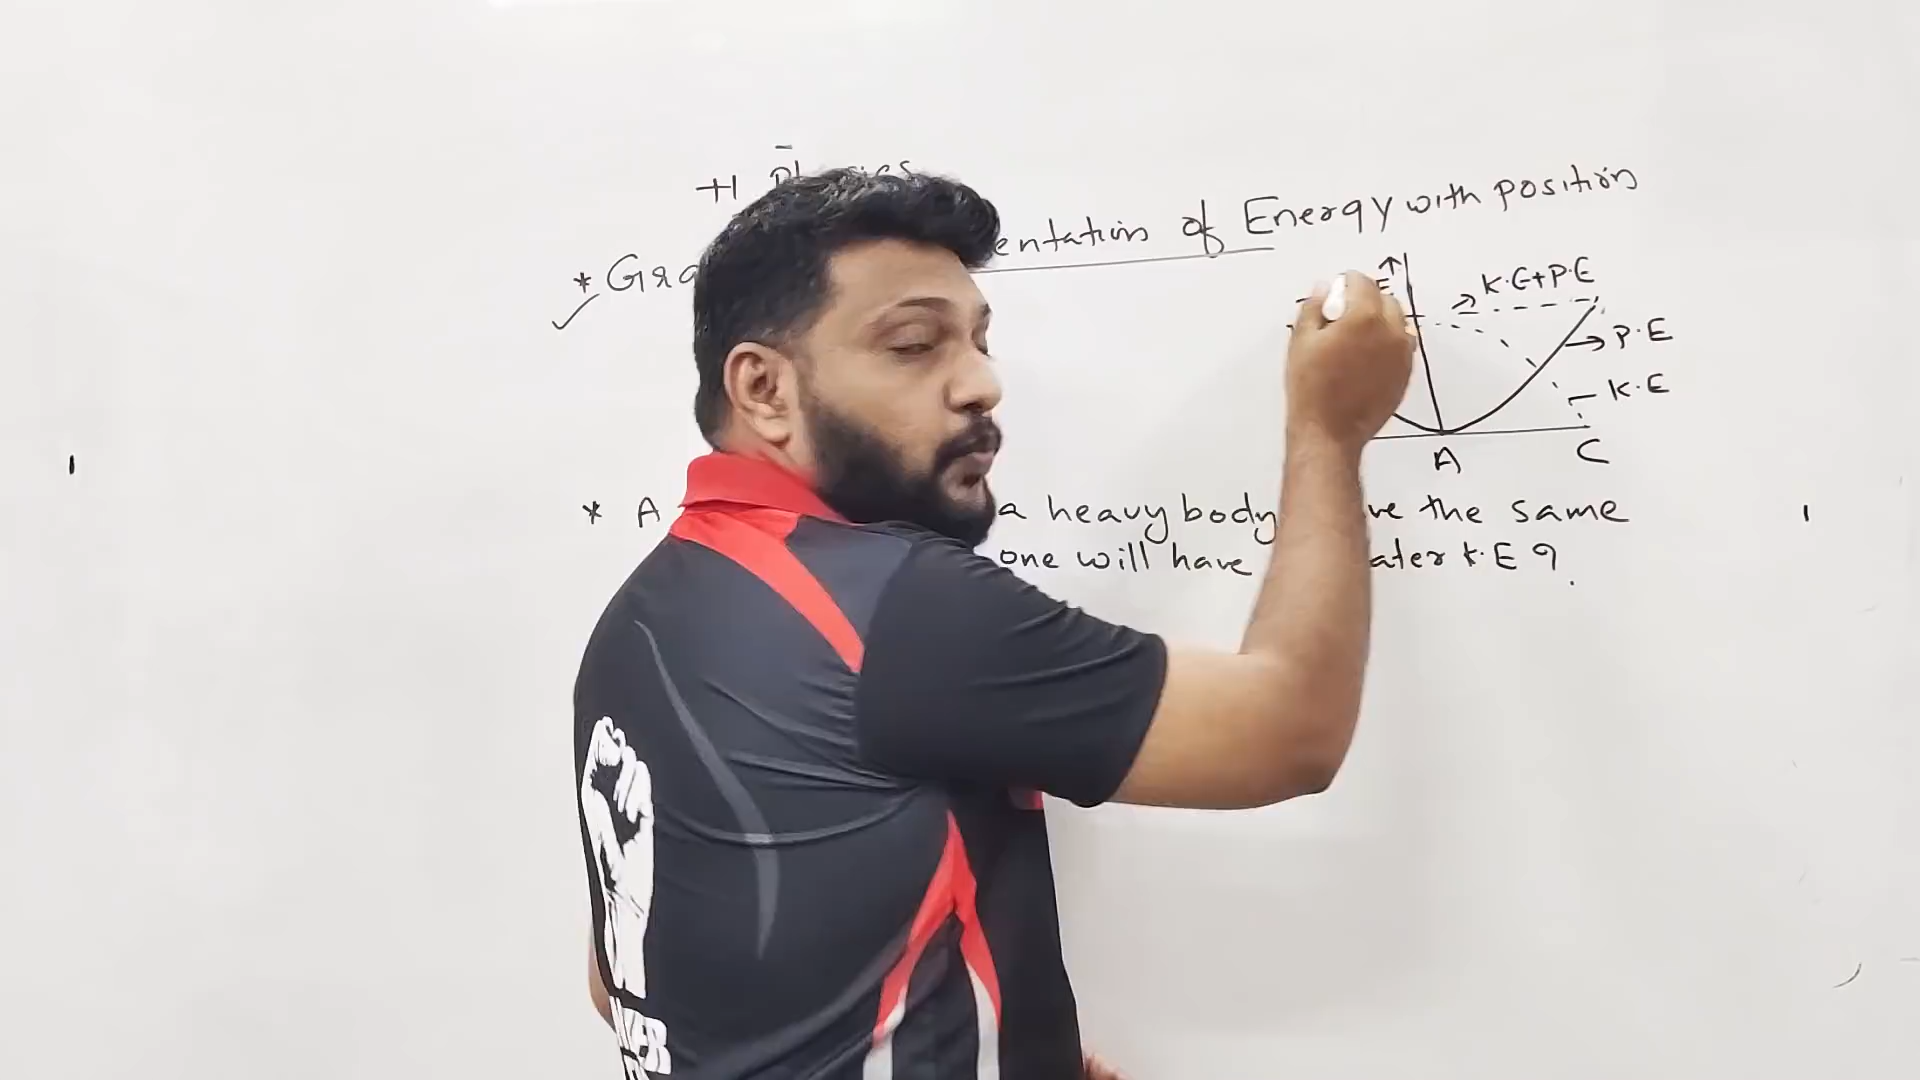 +1 Physics
* Gra entation of Energy with position
E
K.E+P.E
P.E
K.E
A C
* A a heavy body ve the same
one will have ater K.E ?